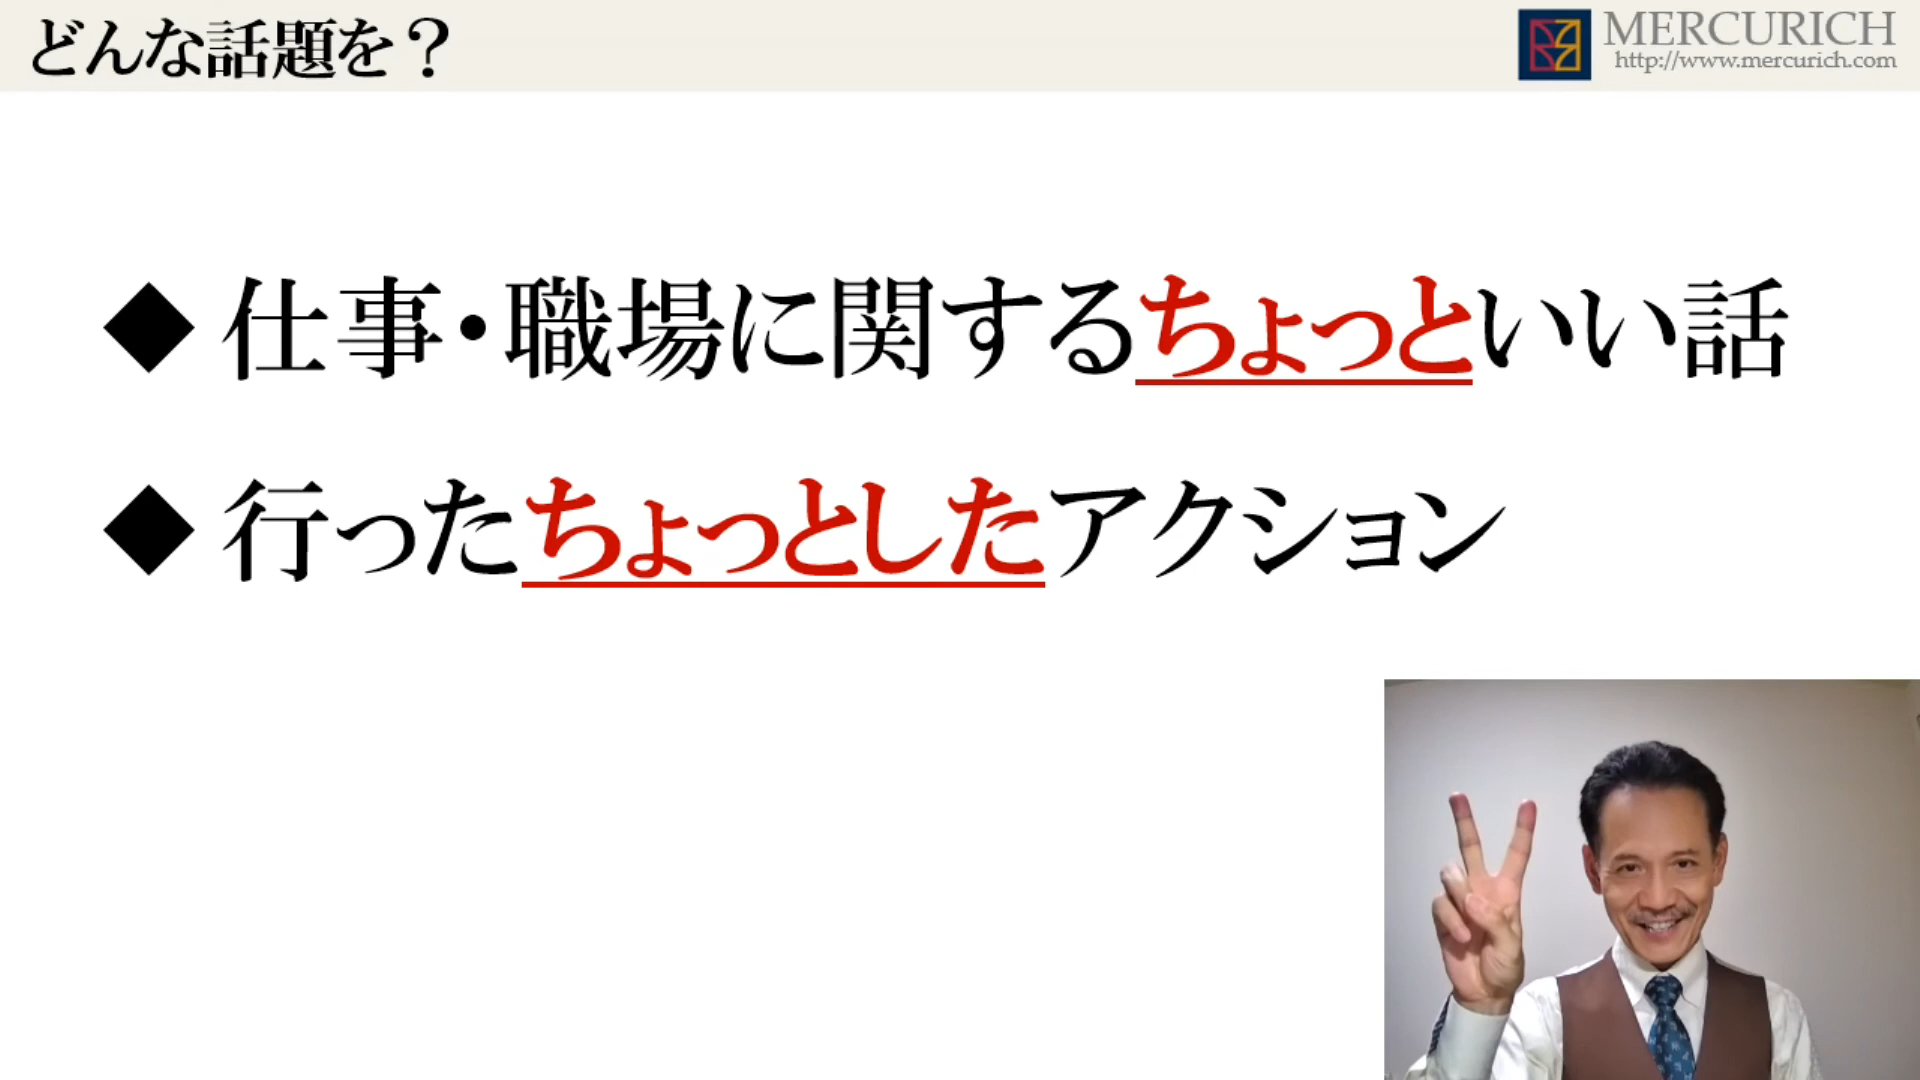 どんな話題を？
MERCURICH
http://www.mercurich.com
◆ 仕事・職場に関するちょっといい話
◆ 行ったちょっとしたアクション